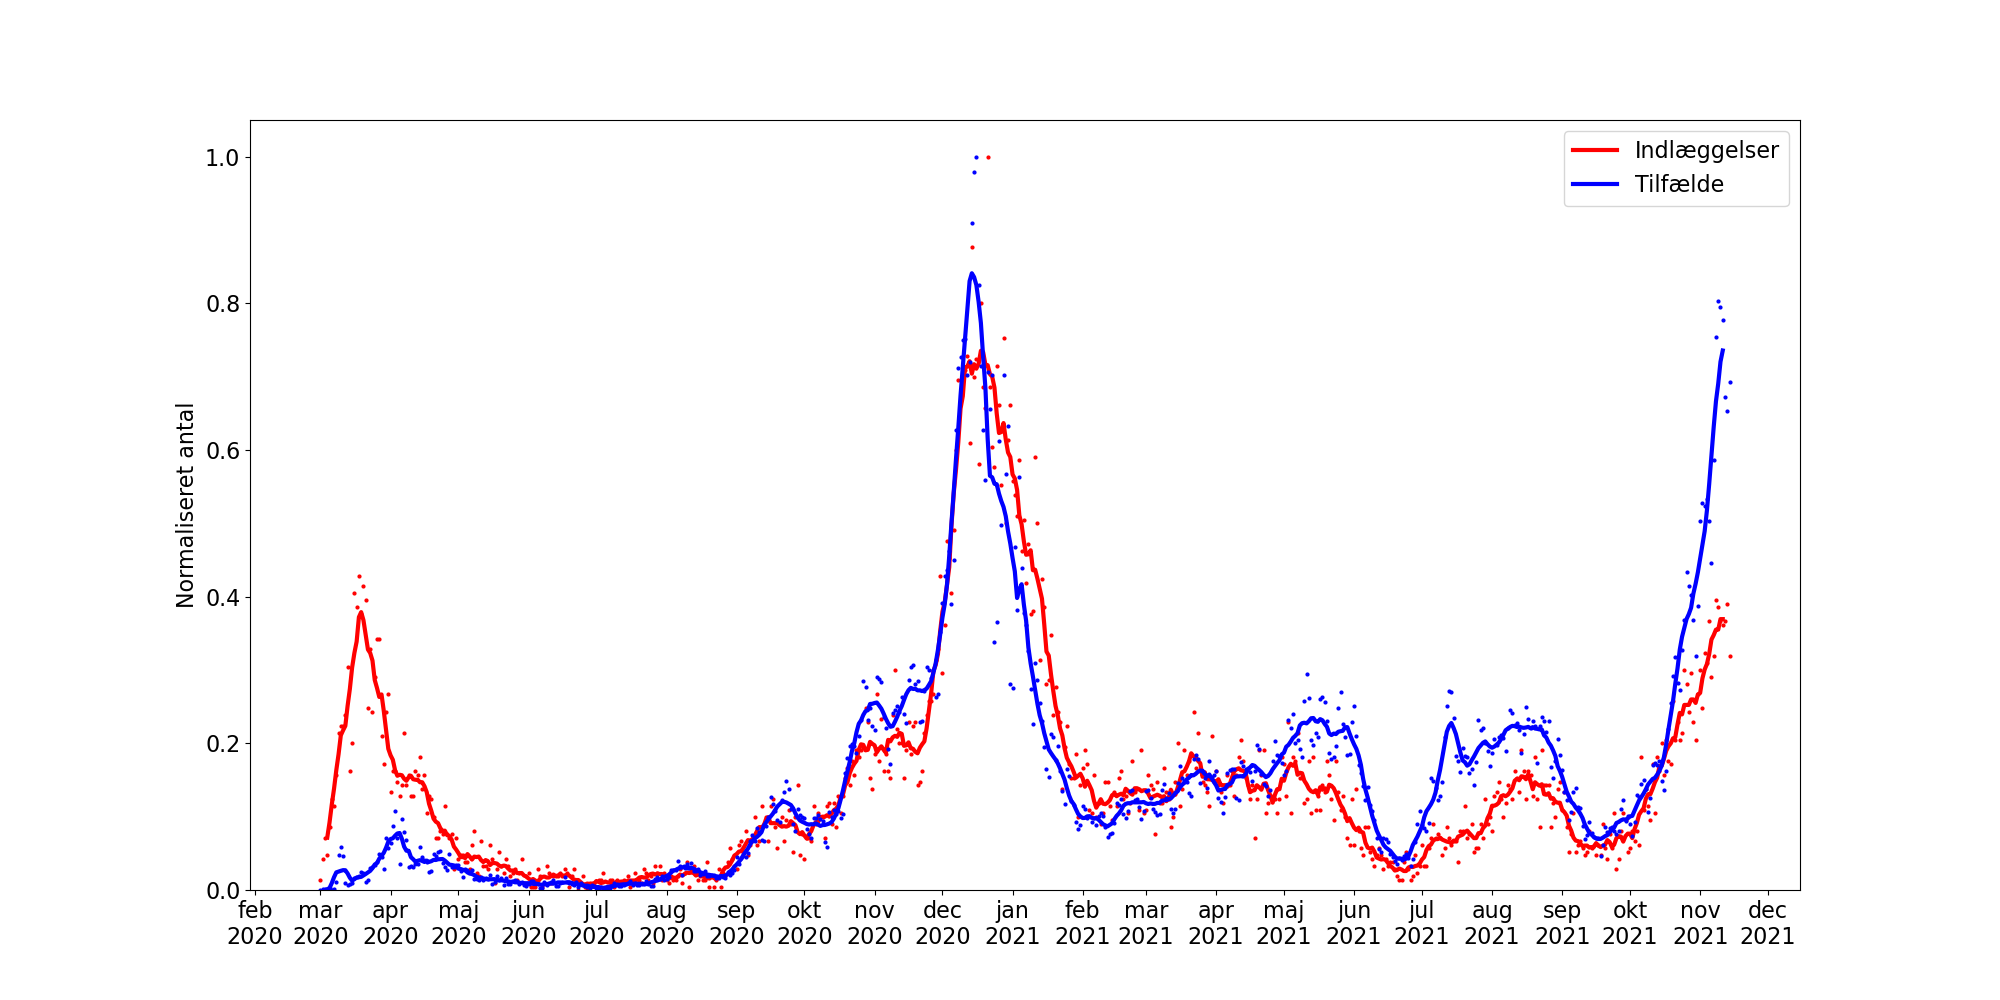 Indlæggelser
Tilfælde
Normaliseret antal
1.0
0.8
0.6
0.4
0.2
0.0
feb mar apr maj jun jul aug sep okt nov dec jan feb mar apr maj jun jul aug sep okt nov dec
2020 2020 2020 2020 2020 2020 2020 2020 2020 2020 2020 2021 2021 2021 2021 2021 2021 2021 2021 2021 2021 2021 2021